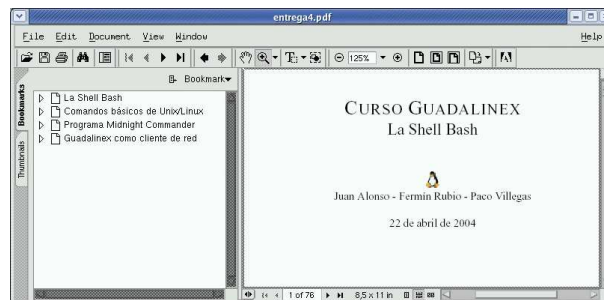 entrega4.pdf
File Edit Document View Window Help
125%
Bookmark
Bookmarks
Thumbnails
La Shell Bash
Comandos básicos de Unix/Linux
Programa Midnight Commander
Guadalinex como cliente de red
CURSO GUADALINEX
La Shell Bash
Juan Alonso - Fermín Rubio - Paco Villegas
22 de abril de 2004
1 of 76 8,5 x 11 in